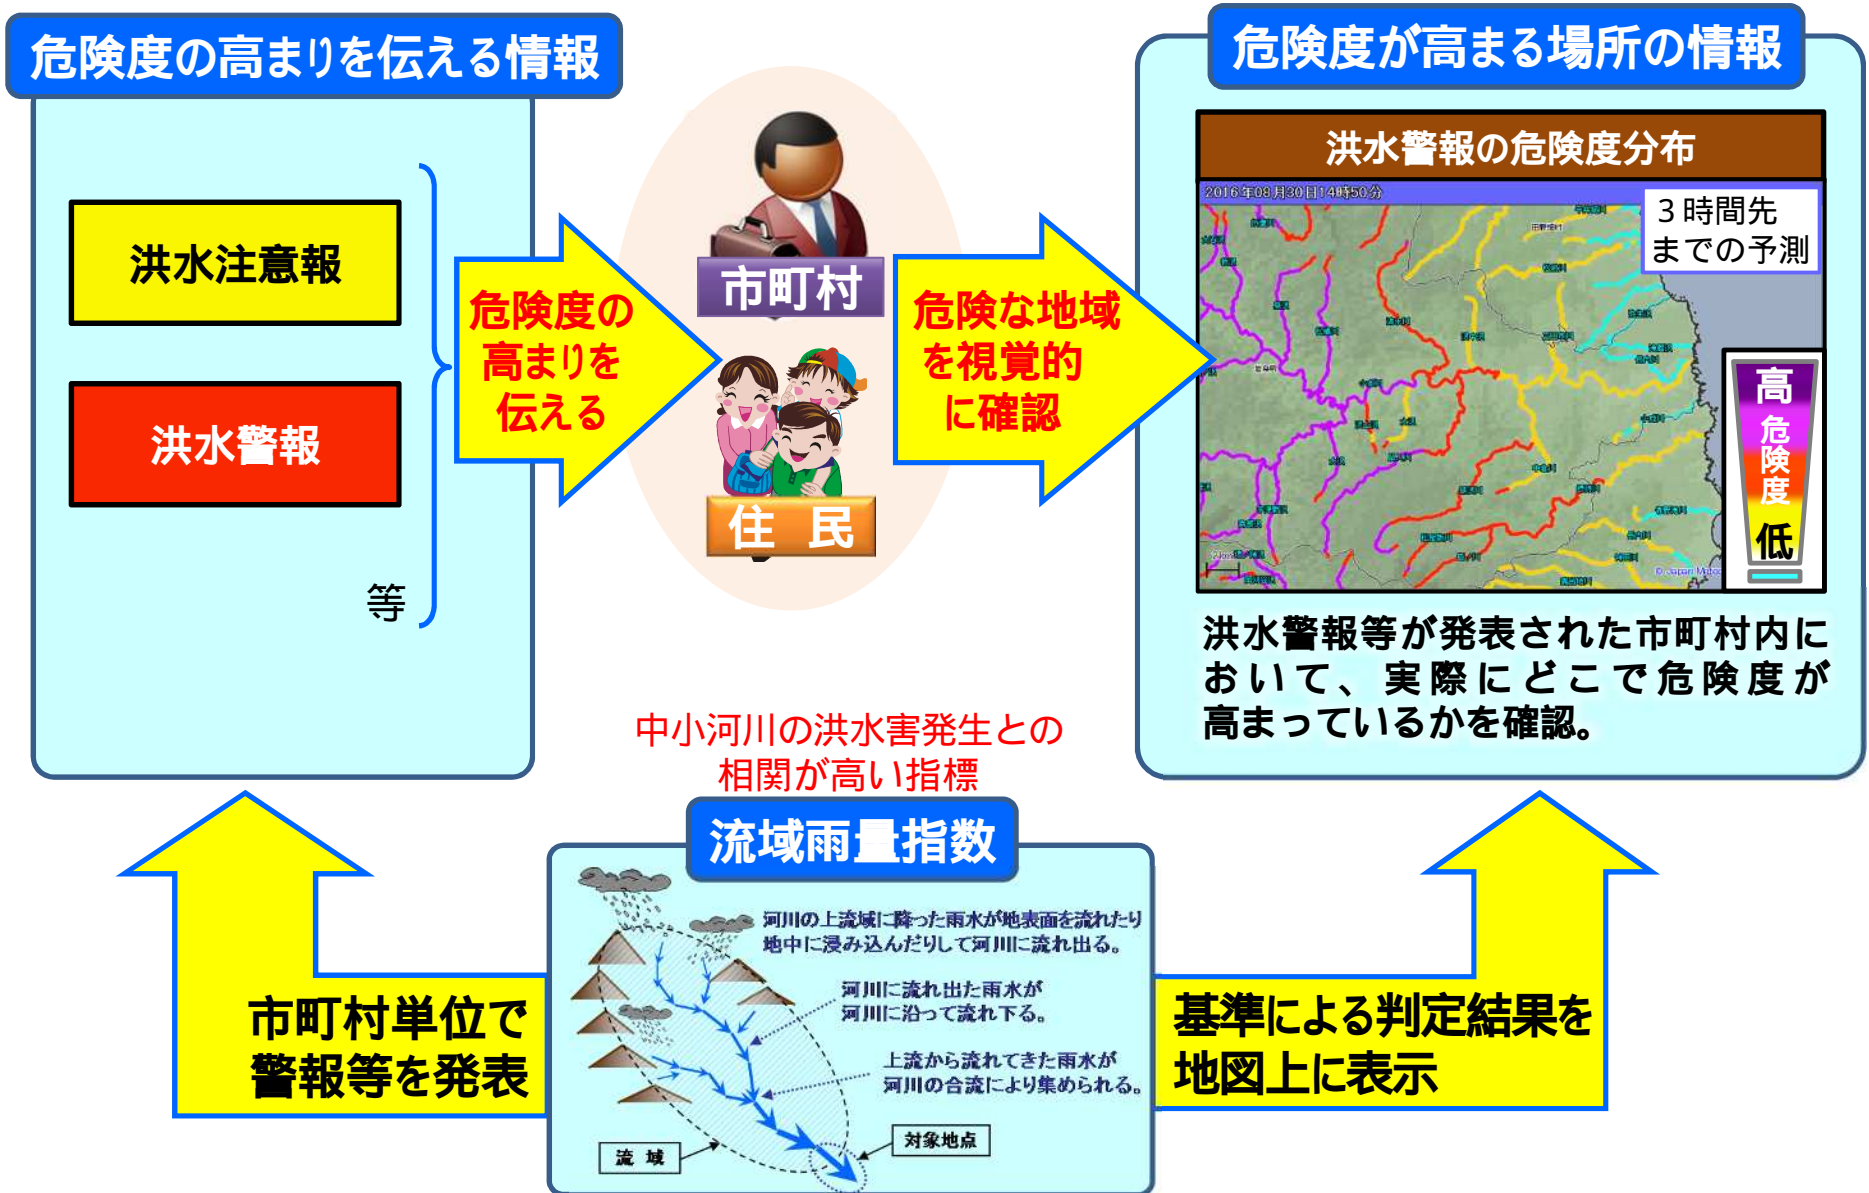 危険度の高まりを伝える情報
洪水注意報
洪水警報
等
危険度の
高まりを
伝える
市町村
住 民
危険な地域
を視覚的
に確認
危険度が高まる場所の情報
洪水警報の危険度分布
2016年08月30日14時50分
３時間先
までの予測
高
危険度
低
洪水警報等が発表された市町村内に
おいて、実際にどこで危険度が
高まっているかを確認。
中小河川の洪水害発生との
相関が高い指標
流域雨量指数
河川の上流域に降った雨水が地表面を流れたり
地中に浸み込んだりして河川に流れ出る。
河川に流れ出た雨水が
河川に沿って流れ下る。
上流から流れてきた雨水が
河川の合流により集められる。
対象地点
流 域
市町村単位で
警報等を発表
基準による判定結果を
地図上に表示